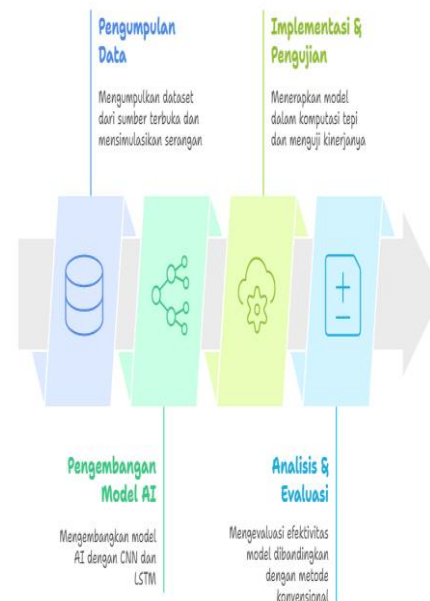 Pengumpulan
Data
Mengumpulkan dataset
dari sumber terbuka dan
mensimulasikan serangan
Implementasi &
Pengujian
Menerapkan model
dalam komputasi tepi
dan menguji kinerjanya
Pengembangan
Model AI
Mengembangkan model
AI dengan CNN dan
LSTM
Analisis &
Evaluasi
Mengevaluasi efektivitas
model dibandingkan
dengan metode
konvensional